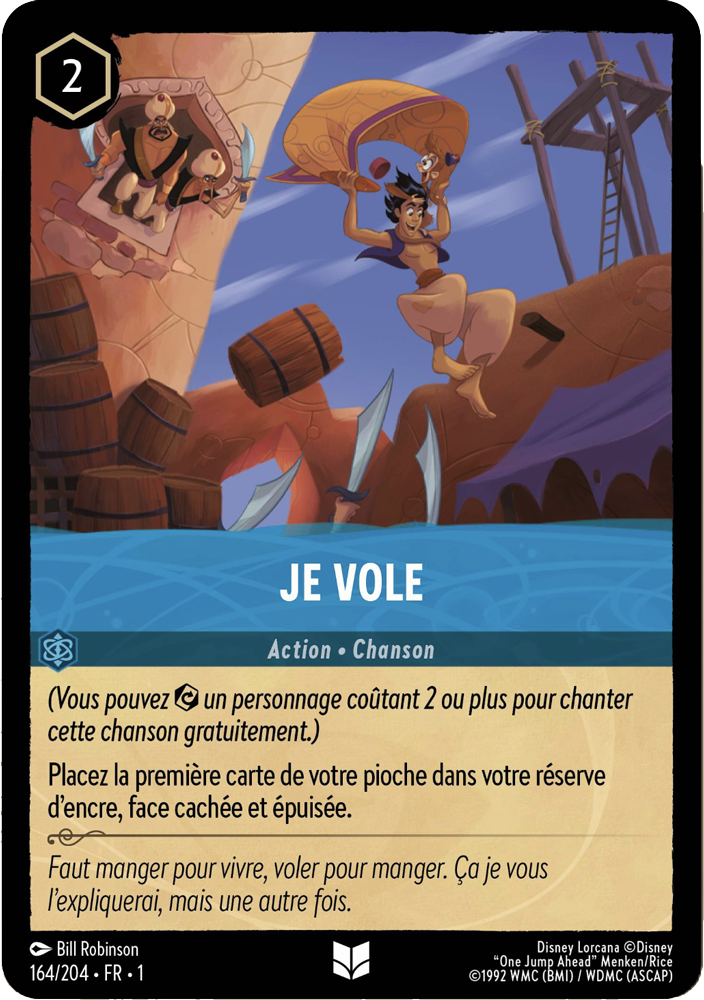 2
JE VOLE
Action • Chanson
(Vous pouvez un personnage coûtant 2 ou plus pour chanter
cette chanson gratuitement.)
Placez la première carte de votre pioche dans votre réserve
d'encre, face cachée et épuisée.
Faut manger pour vivre, voler pour manger. Ça je vous
l'expliquerai, mais une autre fois.
Bill Robinson
164/204 • FR • 1
Disney Lorcana ©Disney
“One Jump Ahead” Menken/Rice
©1992 WMC (BMI) / WDMC (ASCAP)